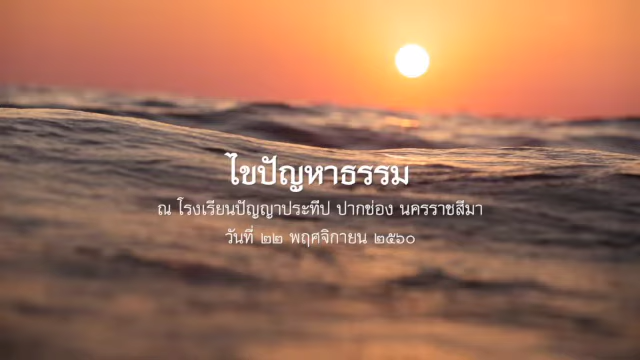 ไขปัญหาธรรม
ณ โรงเรียนปัญญาประทีป ปากช่อง นครราชสีมา
วันที่ ๒๒ พฤศจิกายน ๒๕๖๐